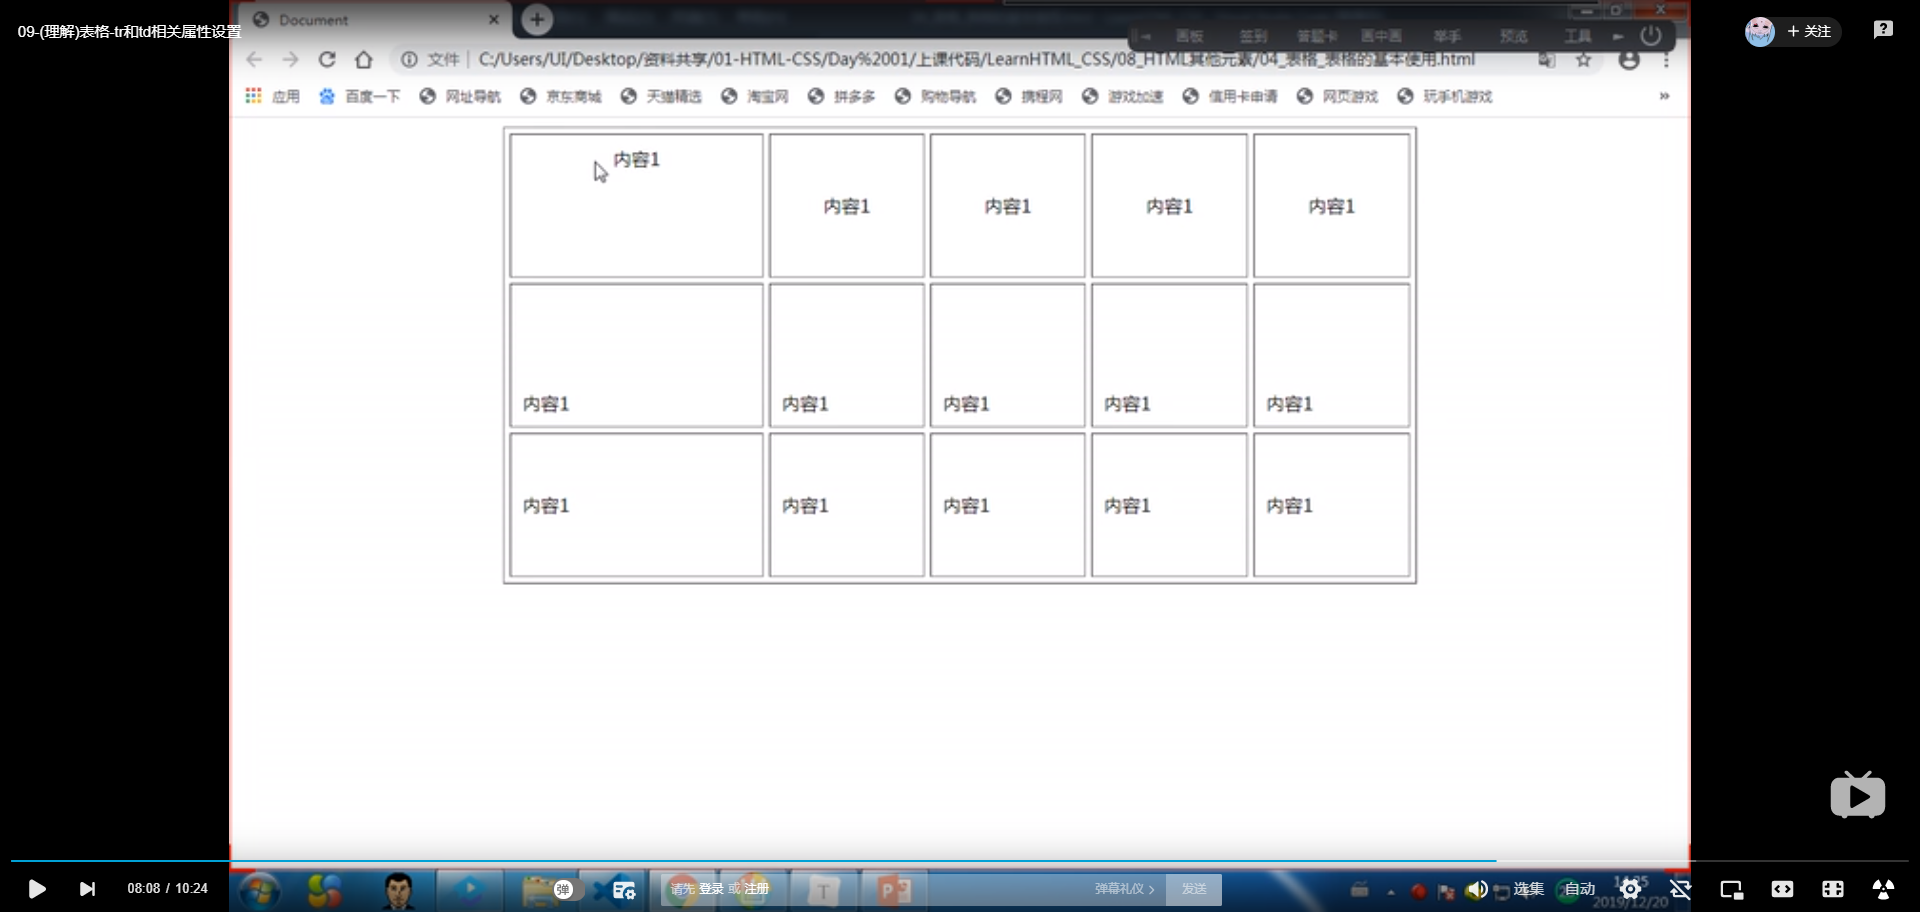 09-(理解)表格-tr和td相关属性设置
Document
画板 签到 答题卡 画中画 举手 预览 工具
+ 关注
文件 C:/Users/UI/Desktop/资料共享/01-HTML-CSS/Day%2001/上课代码/LearnHTML_CSS/08_HTML其他元素/04_表格_表格的基本使用.html
应用 百度一下 网址导航 京东商城 天猫精选 淘宝网 拼多多 购物导航 携程网 游戏加速 信用卡申请 网页游戏 玩手机游戏 »
内容1
内容1 内容1 内容1 内容1
内容1 内容1 内容1 内容1 内容1
内容1 内容1 内容1 内容1 内容1
08:08 / 10:24
弹
请先 登录 或 注册
弹幕礼仪 >
发送
选集
自动
2019/12/20